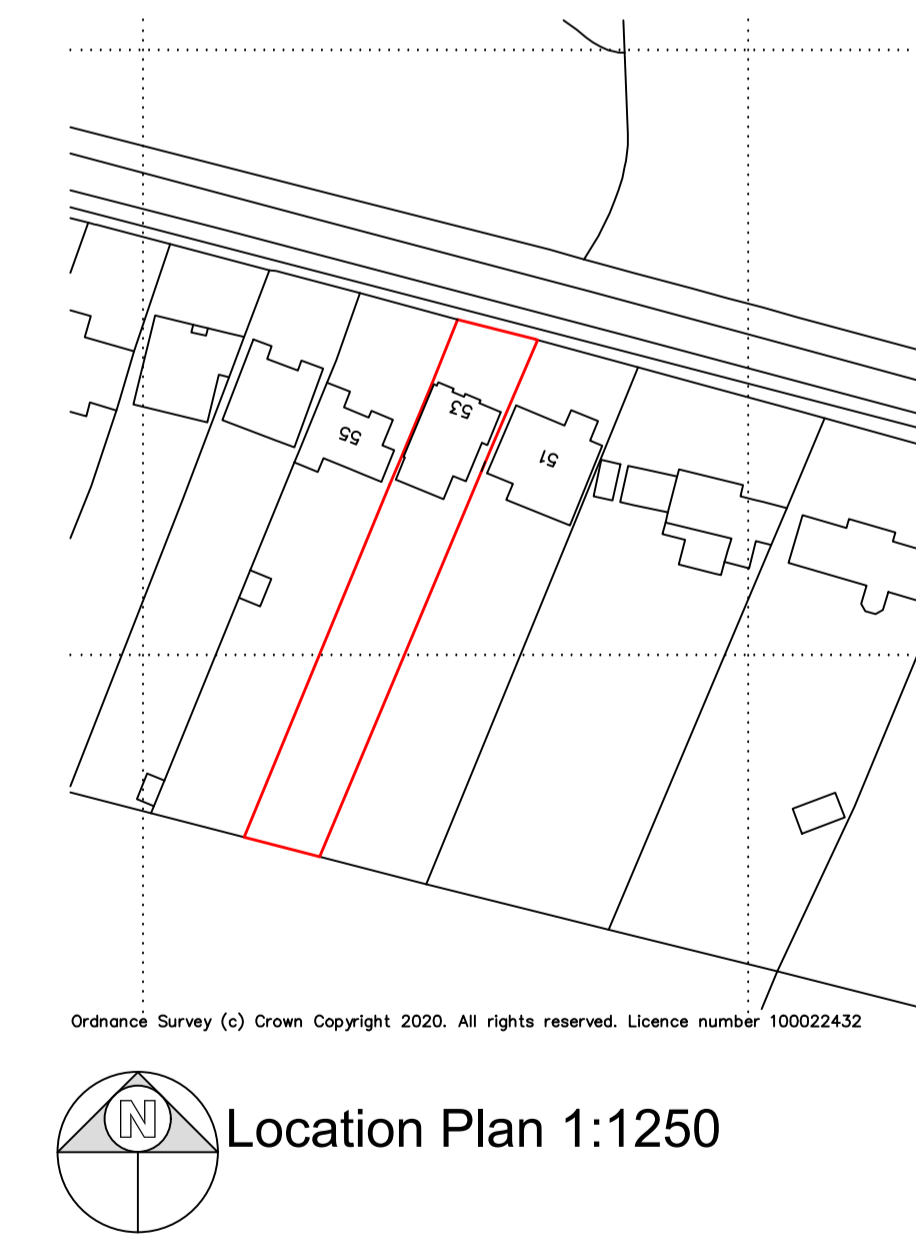 53
55
51
Ordnance Survey (c) Crown Copyright 2020. All rights reserved. Licence number 100022432
N
Location Plan 1:1250